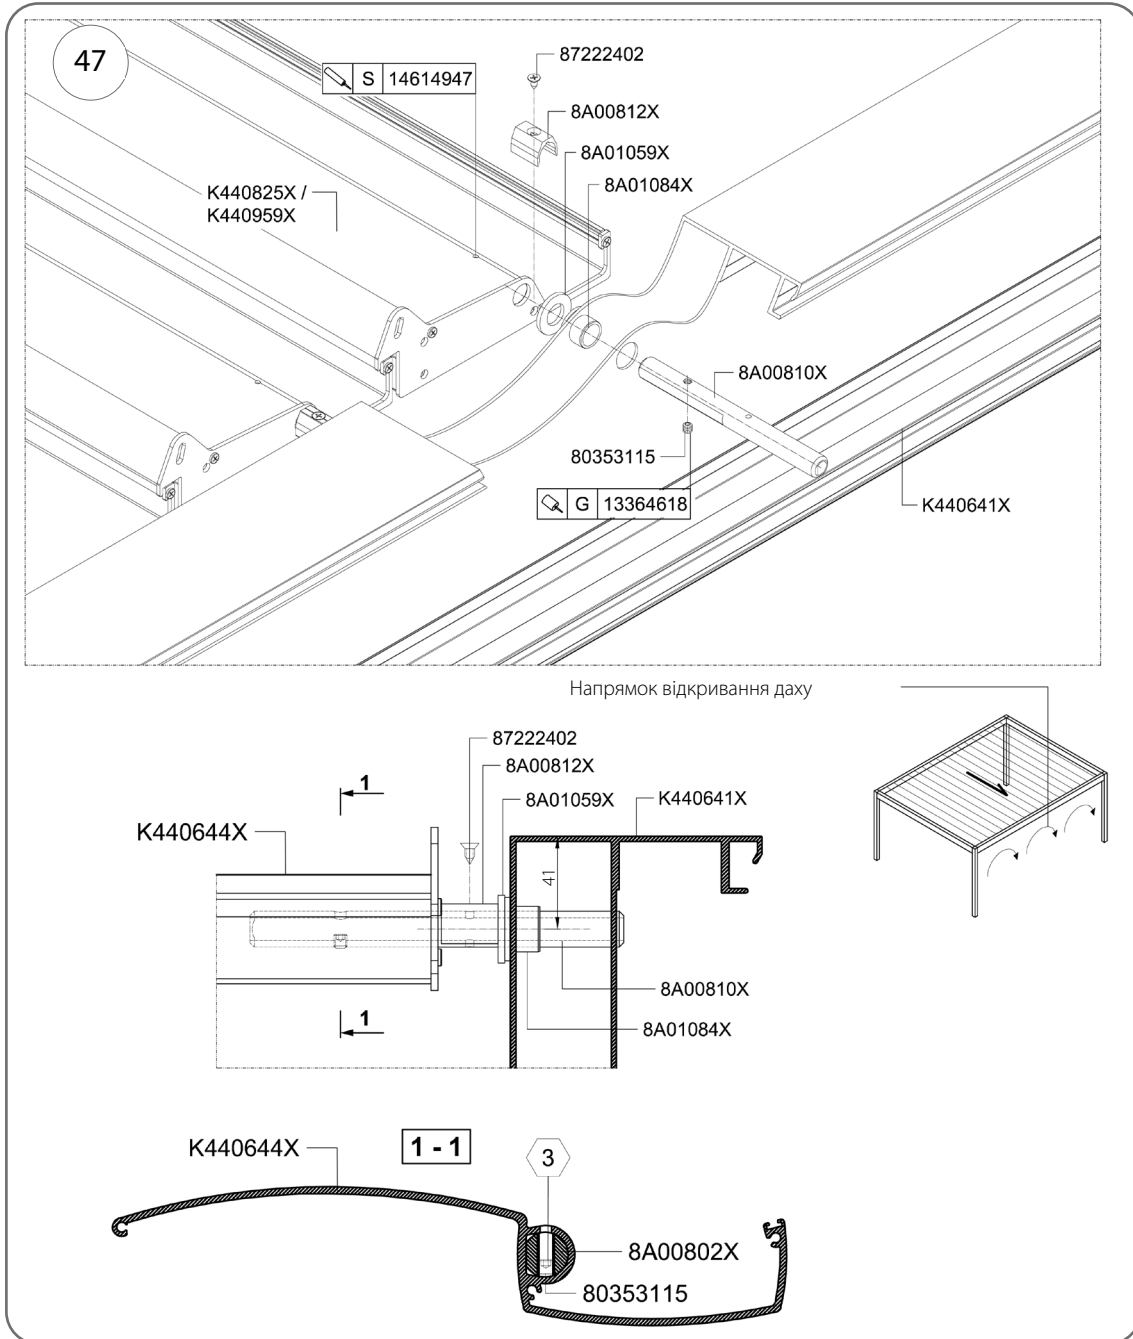 47
87222402
S 14614947
8A00812X
8A01059X
8A01084X
K440825X /
K440959X
8A00810X
80353115
G 13364618
K440641X
Напрямок відкривання даху
87222402
8A00812X
1
8A01059X
K440641X
K440644X
41
8A00810X
1
8A01084X
K440644X
1 - 1
3
8A00802X
80353115